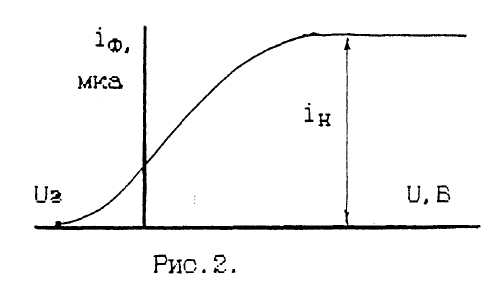 iФ,
мка
iн
Uз
U,В
Рис.2.